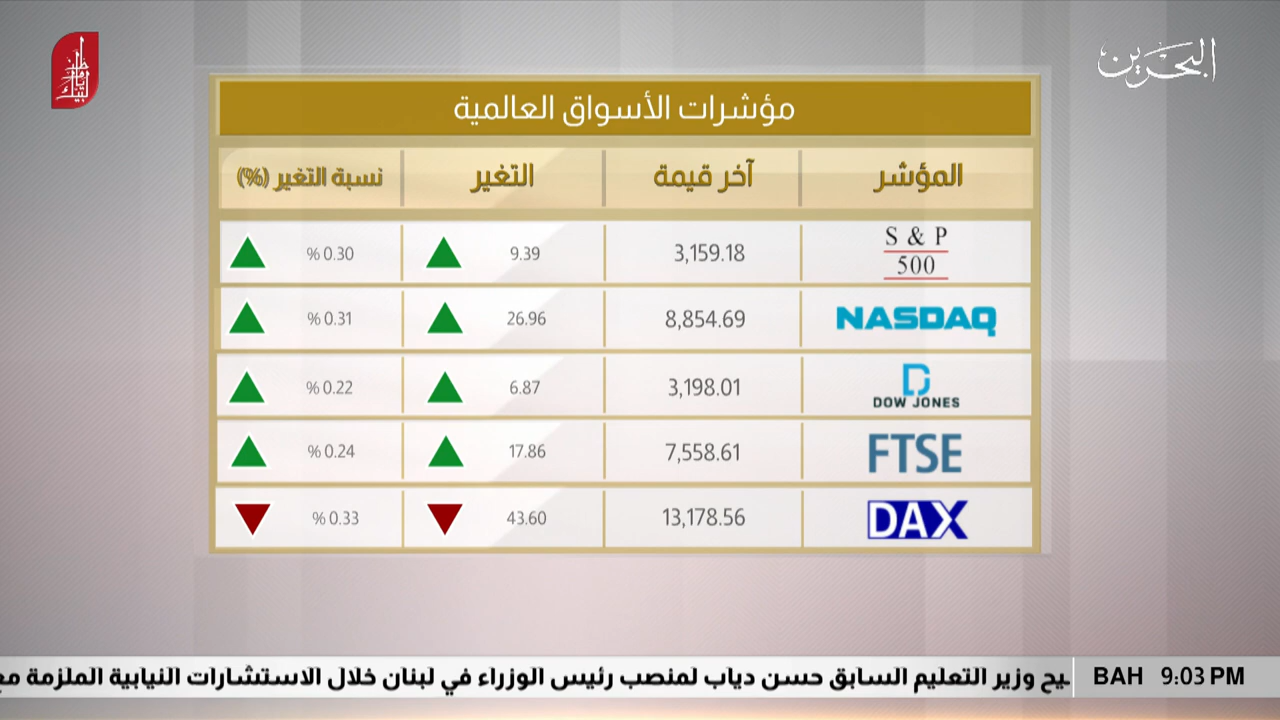 البحرين
مؤشرات الأسواق العالمية
المؤشر آخر قيمة التغير نسبة التغير (%)
S & P 500 3,159.18 9.39 % 0.30
NASDAQ 8,854.69 26.96 % 0.31
DOW JONES 3,198.01 6.87 % 0.22
FTSE 7,558.61 17.86 % 0.24
DAX 13,178.56 43.60 % 0.33
BAH 9:03 PM
ـيح وزير التعليم السابق حسن دياب لمنصب رئيس الوزراء في لبنان خلال الاستشارات النيابية الملزمة مع